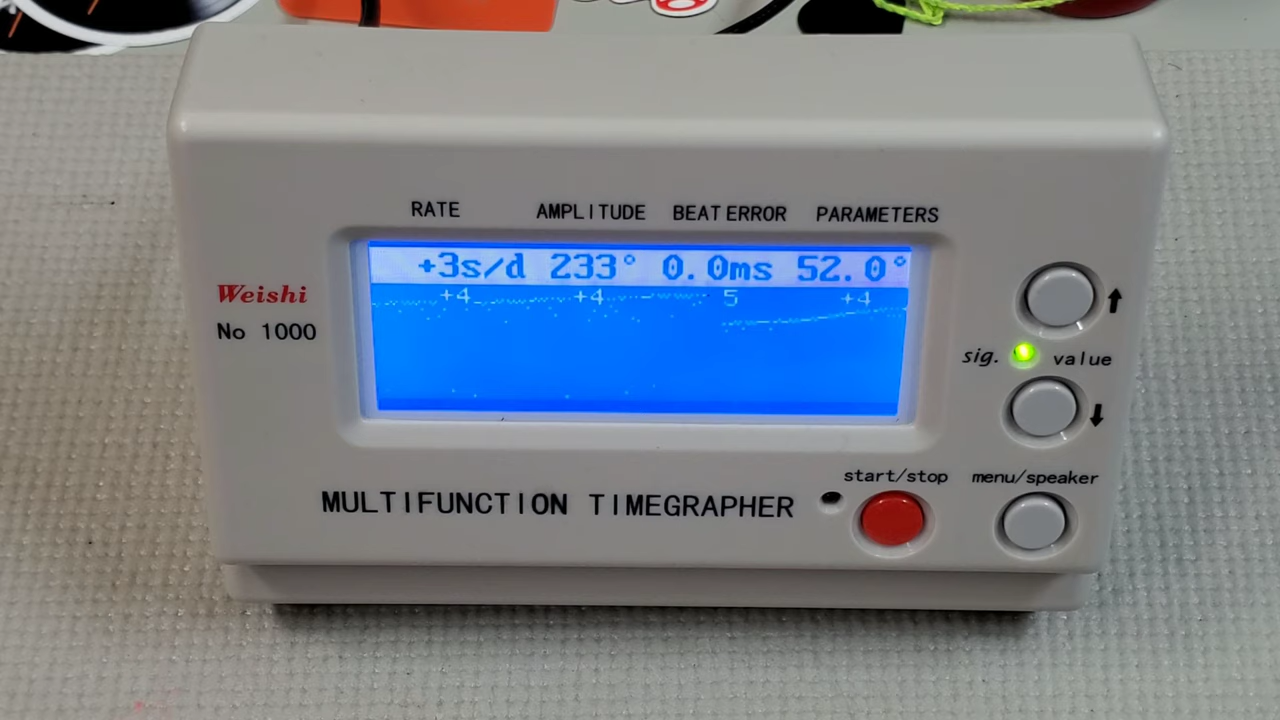 RATE AMPLITUDE BEAT ERROR PARAMETERS
+3s/d 233° 0.0ms 52.0°
+4 +4 5 +4
Weishi
No 1000
sig. value
start/stop menu/speaker
MULTIFUNCTION TIMEGRAPHER